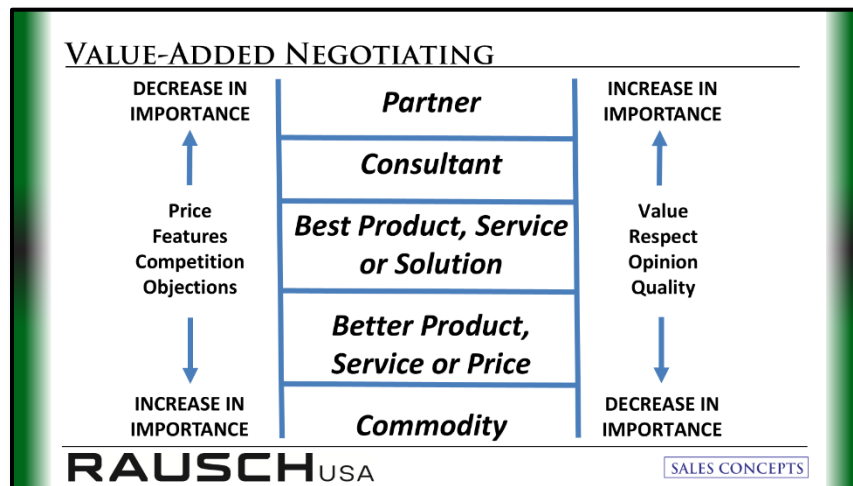 VALUE-ADDED NEGOTIATING
DECREASE IN
IMPORTANCE
Price
Features
Competition
Objections
INCREASE IN
IMPORTANCE
Partner
Consultant
Best Product, Service
or Solution
Better Product,
Service or Price
Commodity
INCREASE IN
IMPORTANCE
Value
Respect
Opinion
Quality
DECREASE IN
IMPORTANCE
RAUSCH USA
SALES CONCEPTS